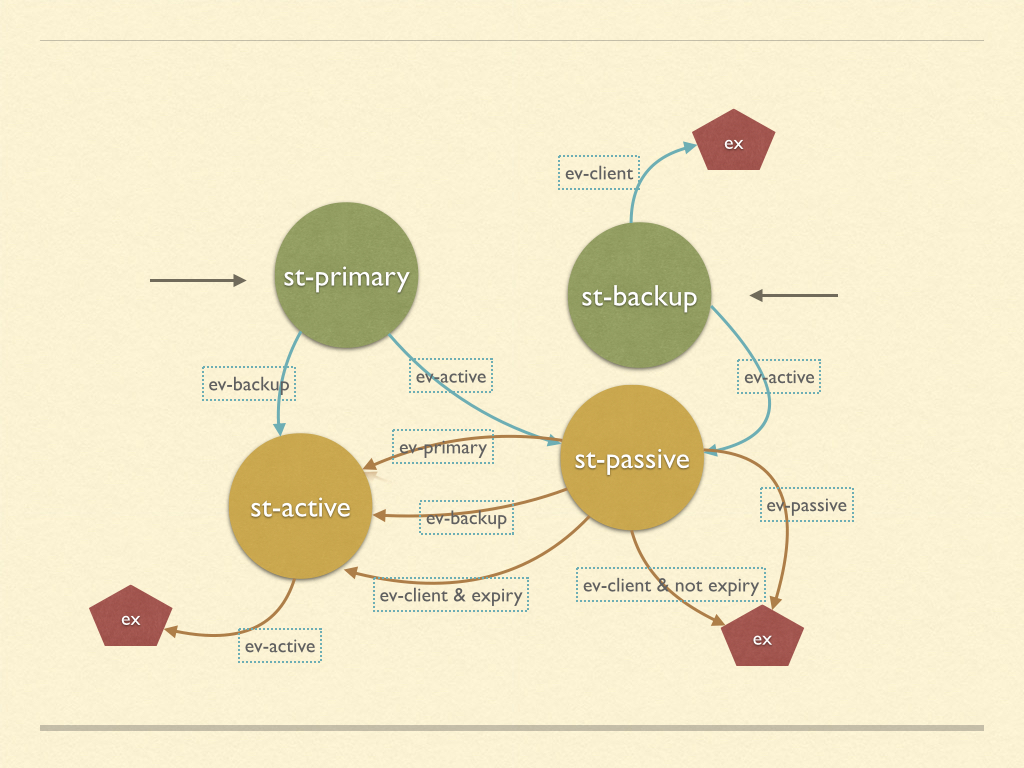 ex
ev-client
st-primary
st-backup
ev-backup
ev-active
ev-active
ev-primary
st-passive
st-active
ev-backup
ev-passive
ev-client & expiry
ev-client & not expiry
ex
ev-active
ex